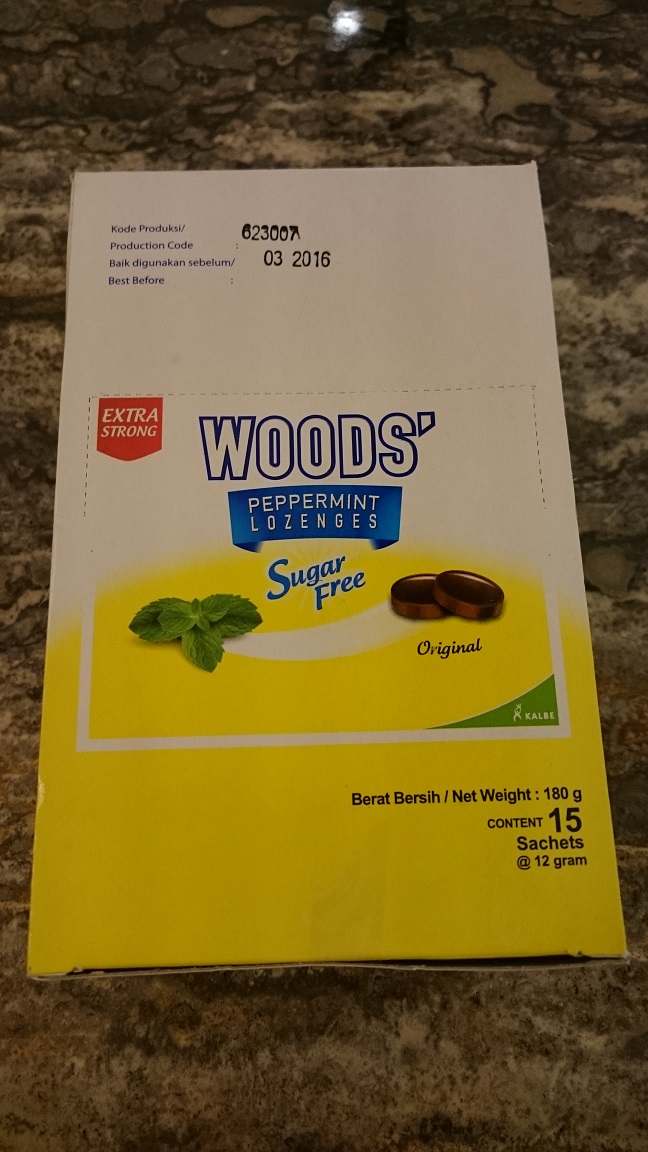 Kode Produksi/
Production Code : 623007A
Baik digunakan sebelum/ 03 2016
Best Before :
EXTRA
STRONG
WOODS'
PEPPERMINT
LOZENGES
Sugar
Free
Original
KALBE
Berat Bersih / Net Weight : 180 g
CONTENT 15
Sachets
@ 12 gram